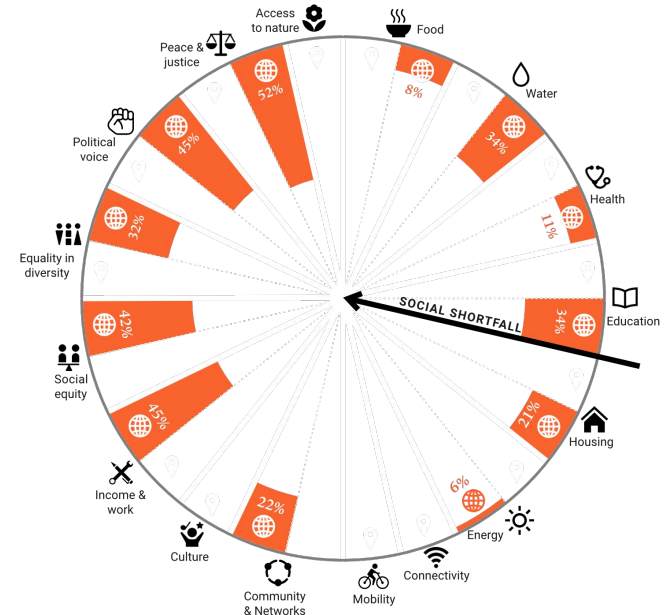 Access
to nature
Food
8%
Water
34%
Health
11%
Education
34%
SOCIAL SHORTFALL
Housing
21%
Energy
6%
Connectivity
Mobility
Community
& Networks
22%
Culture
Income &
work
45%
Social
equity
42%
Equality in
diversity
32%
Political
voice
45%
Peace &
justice
52%